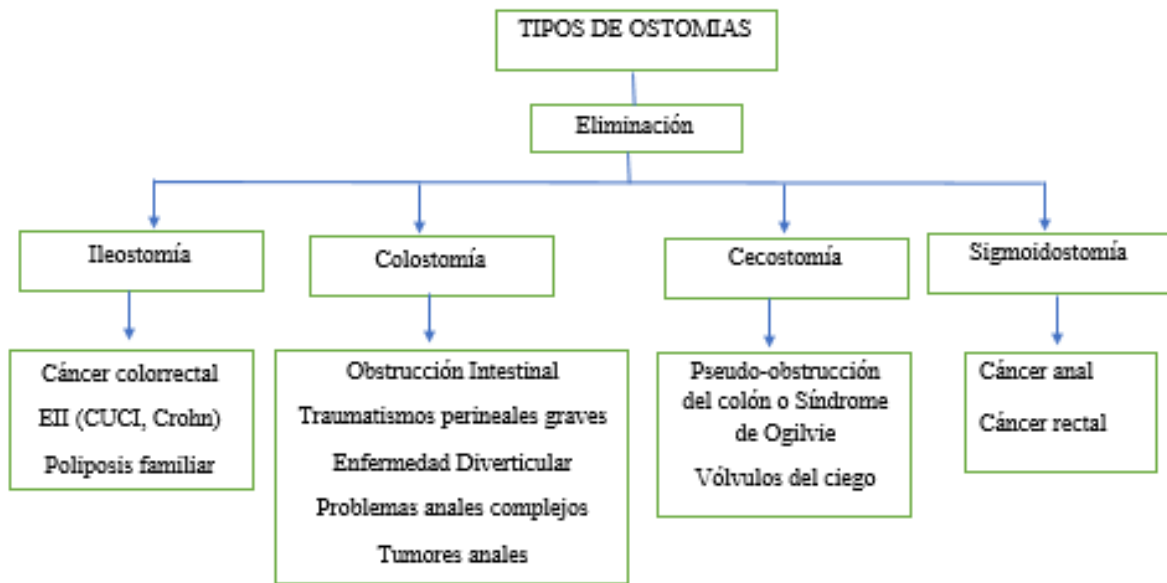 TIPOS DE OSTOMIAS
Eliminación
Ileostomía
Colostomía
Cecostomía
Sigmoidostomía
Cáncer colorrectal
EII (CUCI, Crohn)
Poliposis familiar
Obstrucción Intestinal
Traumatismos perineales graves
Enfermedad Diverticular
Problemas anales complejos
Tumores anales
Pseudo-obstrucción
del colón o Síndrome
de Ogilvie
Vólvulos del ciego
Cáncer anal
Cáncer rectal